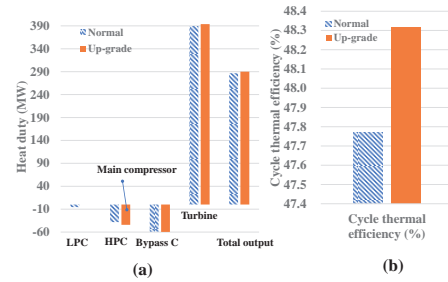 Heat duty (MW)
390
340
290
240
190
140
90
40
-10
-60
Normal
Up-grade
Main compressor
LPC
HPC
Bypass C
Turbine
Total output
(a)
Cycle thermal efficiency (%)
48.4
48.3
48.2
48.1
48.0
47.9
47.8
47.7
47.6
47.5
47.4
Normal
Up-grade
Cycle thermal
efficiency (%)
(b)